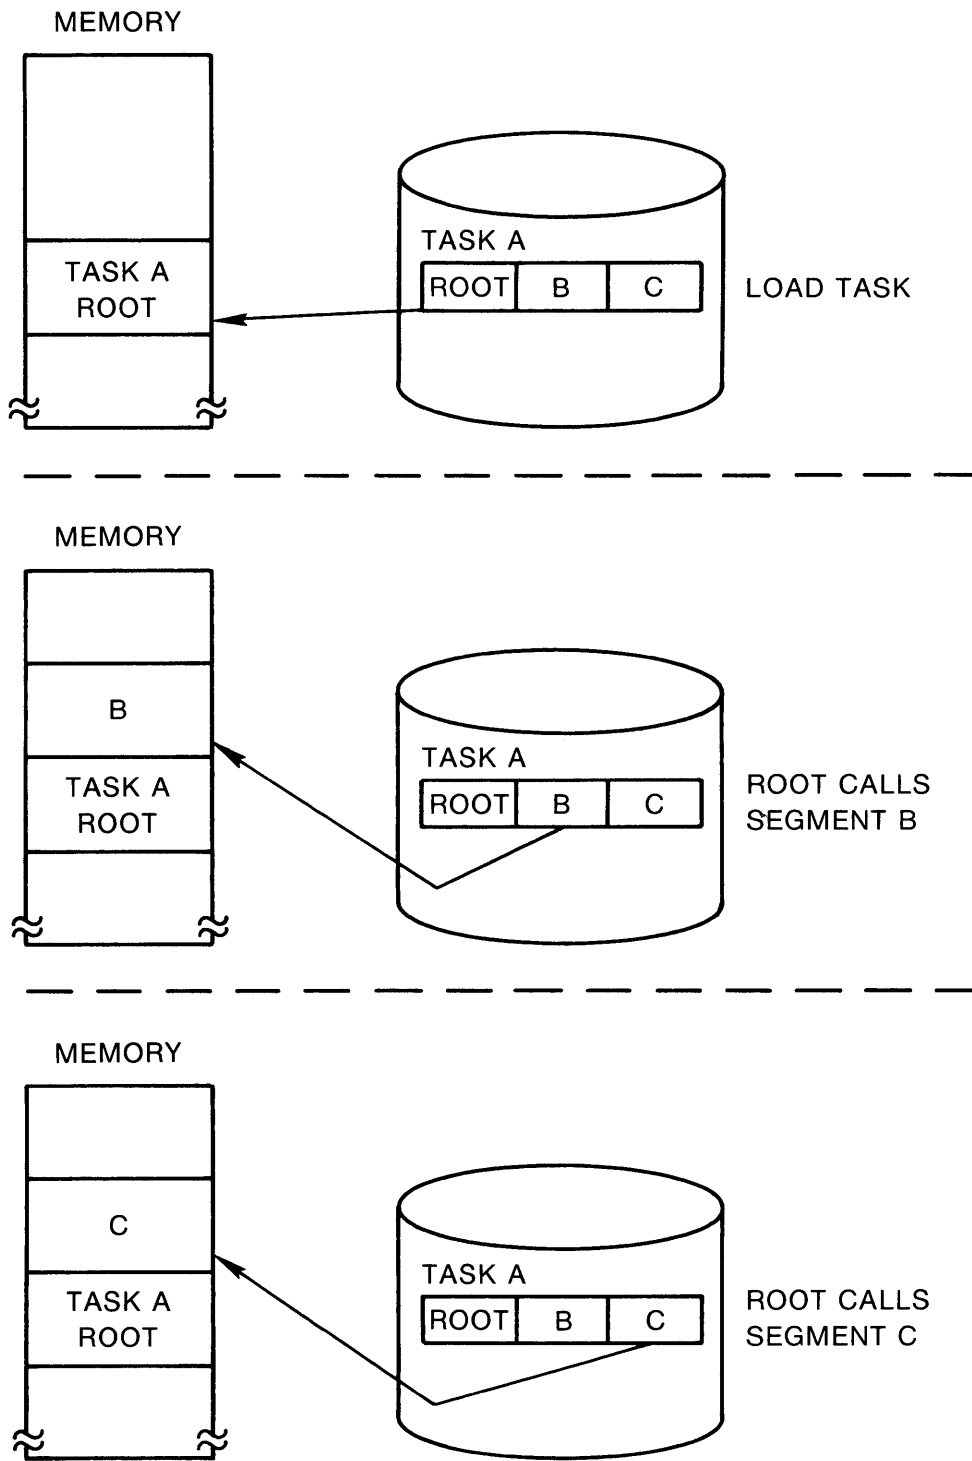 MEMORY
TASK A
ROOT
TASK A
ROOT B C
LOAD TASK
MEMORY
B
TASK A
ROOT
TASK A
ROOT B C
ROOT CALLS
SEGMENT B
MEMORY
C
TASK A
ROOT
TASK A
ROOT B C
ROOT CALLS
SEGMENT C